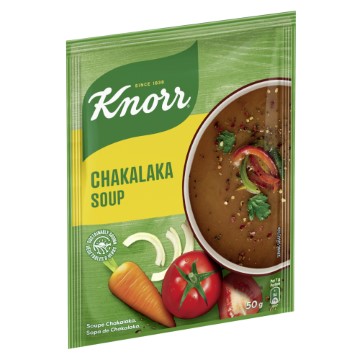 SINCE 1838
Knorr
CHAKALAKA
SOUP
Soupe Chakalaka,
Sopa de Chakalaka
50g